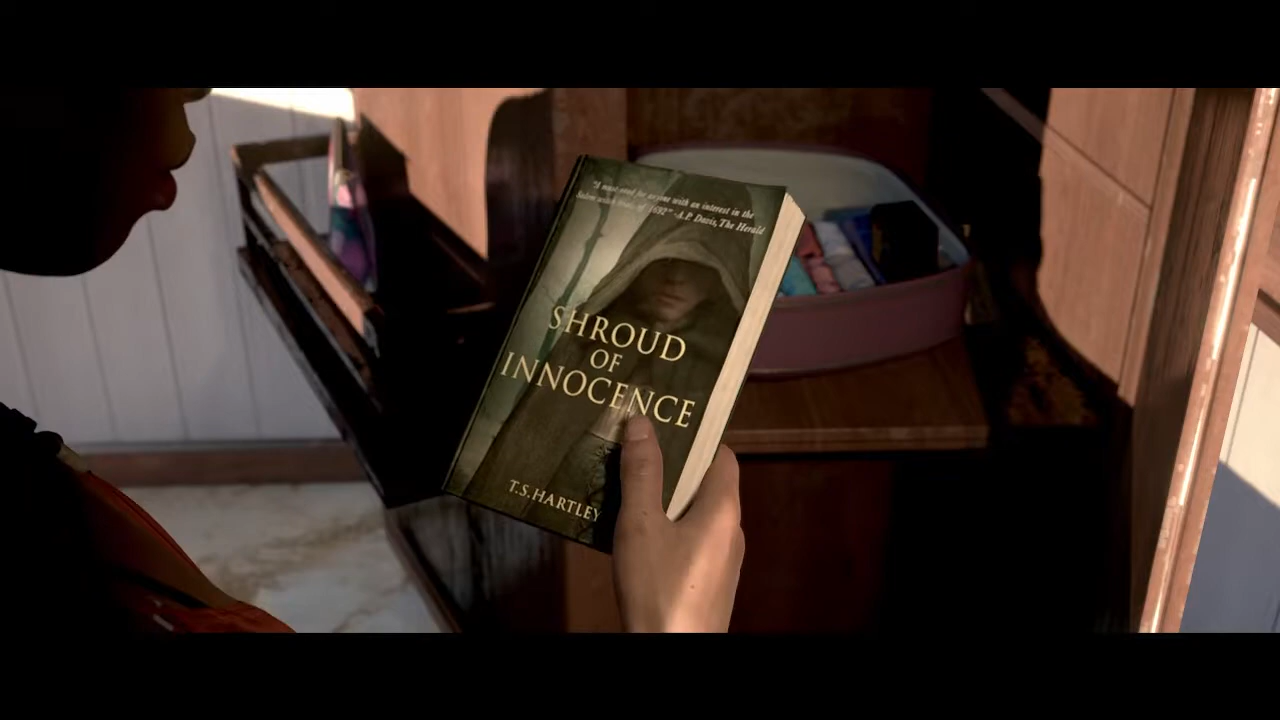 "A must read for anyone with an interest in the
Salem witch trials of 1692" -A.P. Davis, The Herald
SHROUD
OF
INNOCENCE
T.S.HARTLEY